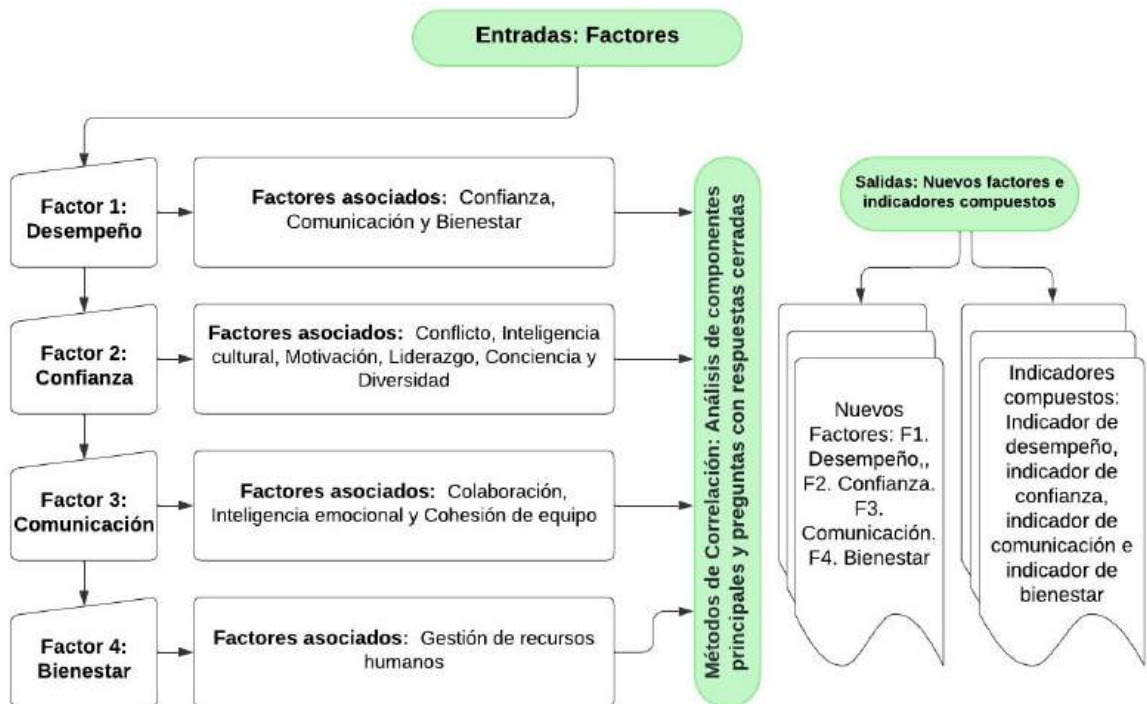 Entradas: Factores
Factor 1:
Desempeño
Factores asociados: Confianza,
Comunicación y Bienestar
Factor 2:
Confianza
Factores asociados: Conflicto, Inteligencia
cultural, Motivación, Liderazgo, Conciencia y
Diversidad
Factor 3:
Comunicación
Factores asociados: Colaboración,
Inteligencia emocional y Cohesión de equipo
Factor 4:
Bienestar
Factores asociados: Gestión de recursos
humanos
Métodos de Correlación: Análisis de componentes
principales y preguntas con respuestas cerradas
Salidas: Nuevos factores e
indicadores compuestos
Nuevos
Factores: F1.
Desempeño,,
F2. Confianza.
F3.
Comunicación.
F4. Bienestar
Indicadores
compuestos:
Indicador de
desempeño,
indicador de
confianza,
indicador de
comunicación e
indicador de
bienestar